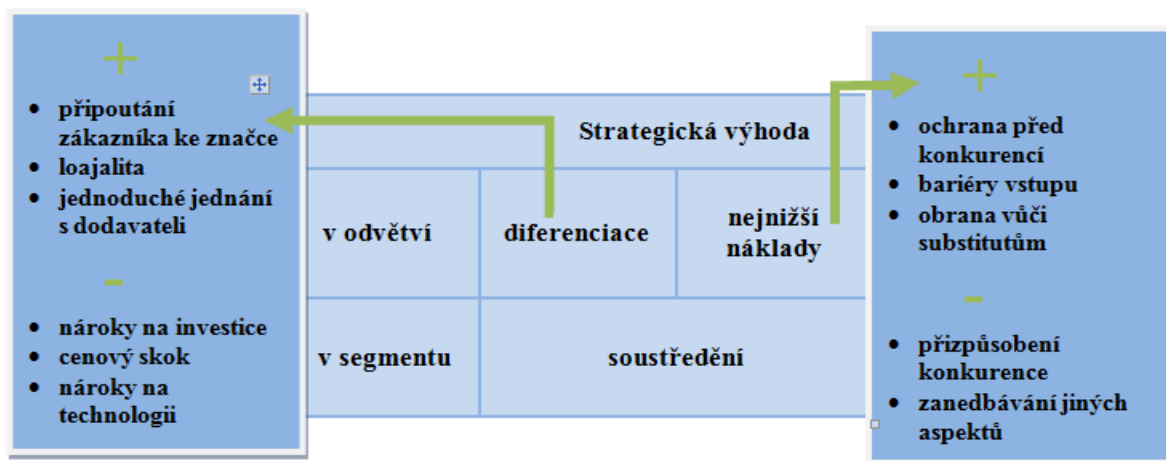 +
• připoutání
zákazníka ke značce
• loajalita
• jednoduché jednání
s dodavateli
-
• nároky na investice
• cenový skok
• nároky na
technologii
Strategická výhoda
v odvětví
diferenciace
nejnižší
náklady
v segmentu
soustředění
+
• ochrana před
konkurencí
• bariéry vstupu
• obrana vůči
substitutům
-
• přizpůsobení
konkurence
• zanedbávání jiných
aspektů